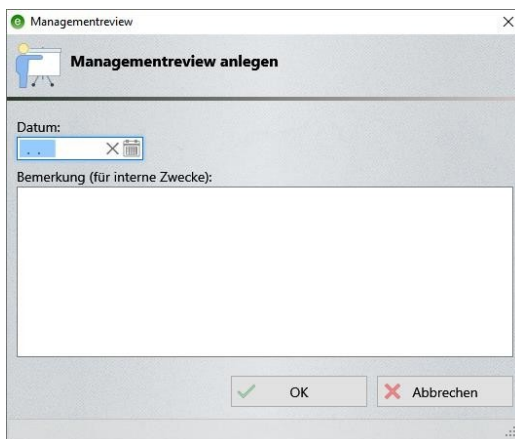 e Managementreview
Managementreview anlegen
Datum:
. .
Bemerkung (für interne Zwecke):
OK Abbrechen